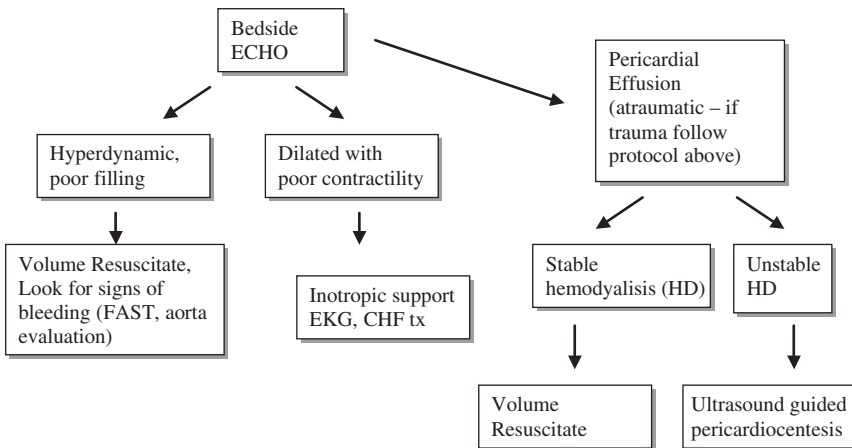 Bedside
ECHO
Pericardial
Effusion
(atraumatic – if
trauma follow
protocol above)
Hyperdynamic,
poor filling
Dilated with
poor contractility
Volume Resuscitate,
Look for signs of
bleeding (FAST, aorta
evaluation)
Inotropic support
EKG, CHF tx
Stable
hemodyalisis (HD)
Unstable
HD
Volume
Resuscitate
Ultrasound guided
pericardiocentesis